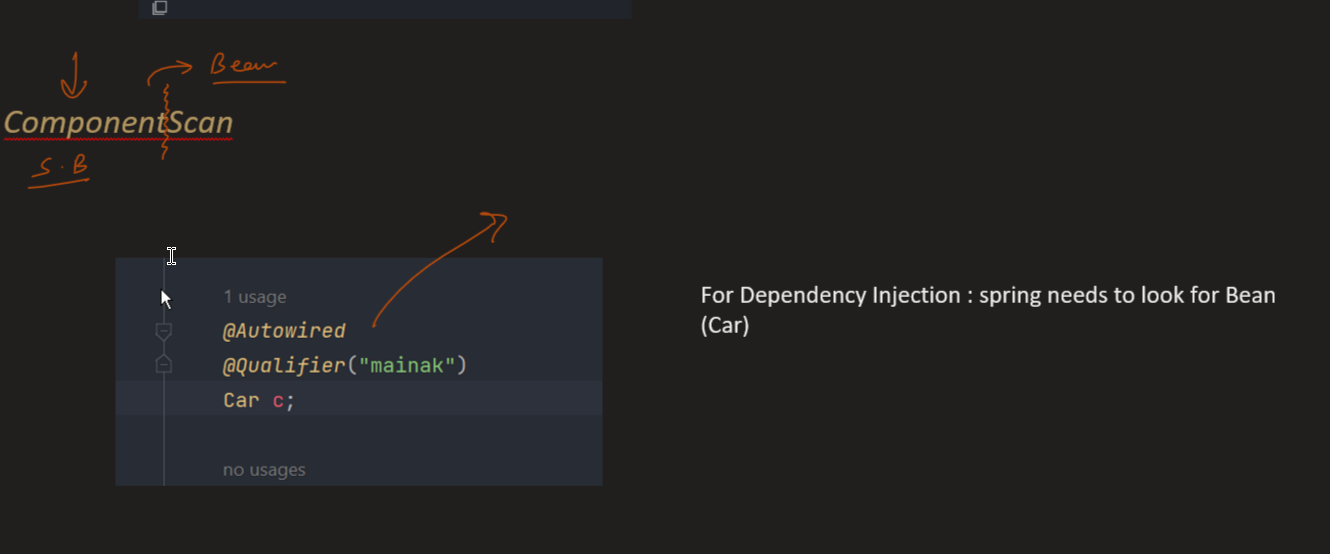 Bean
ComponentScan
S.B
1 usage
@Autowired
@Qualifier("mainak")
Car c;
no usages
For Dependency Injection : spring needs to look for Bean
(Car)